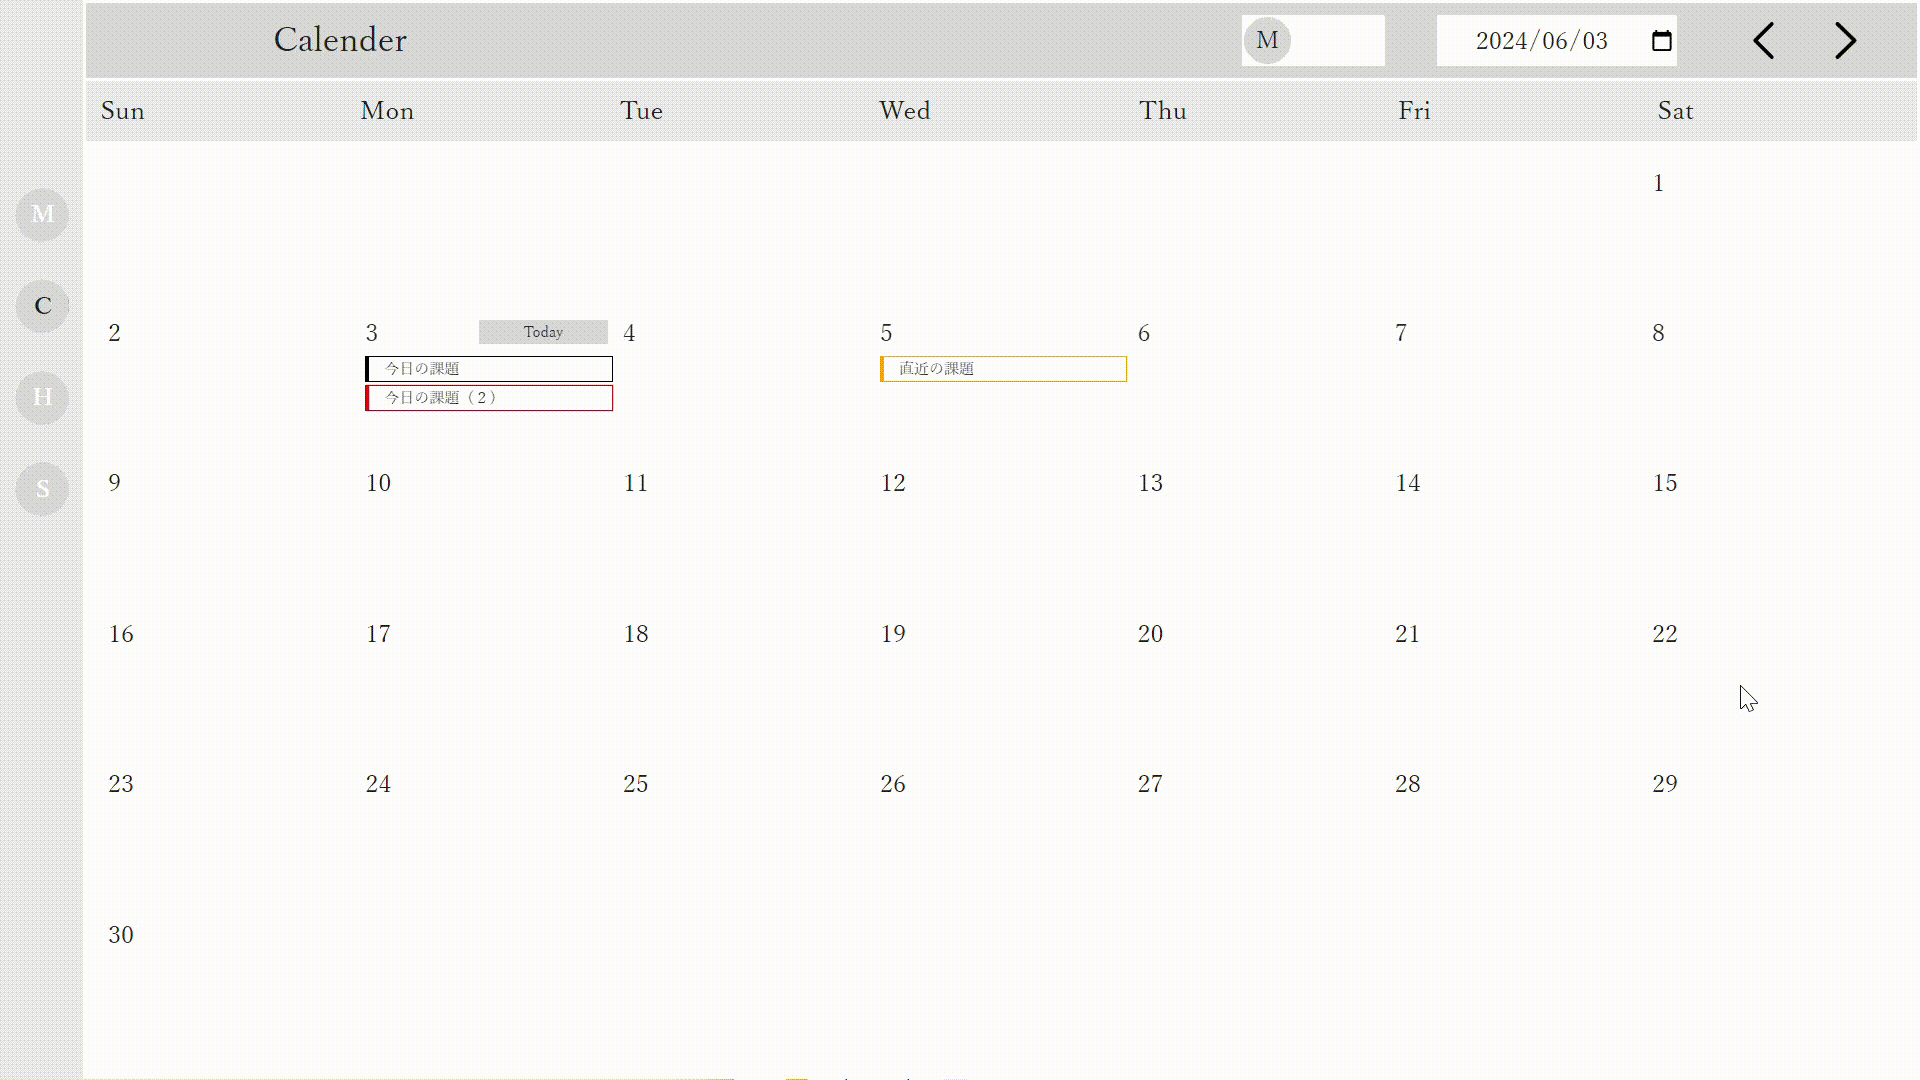 Calender M 2024/06/03
Sun Mon Tue Wed Thu Fri Sat
M
C
H
S
1
2 3 Today 4 5 6 7 8
今日の課題 直近の課題
今日の課題（２）
9 10 11 12 13 14 15
16 17 18 19 20 21 22
23 24 25 26 27 28 29
30